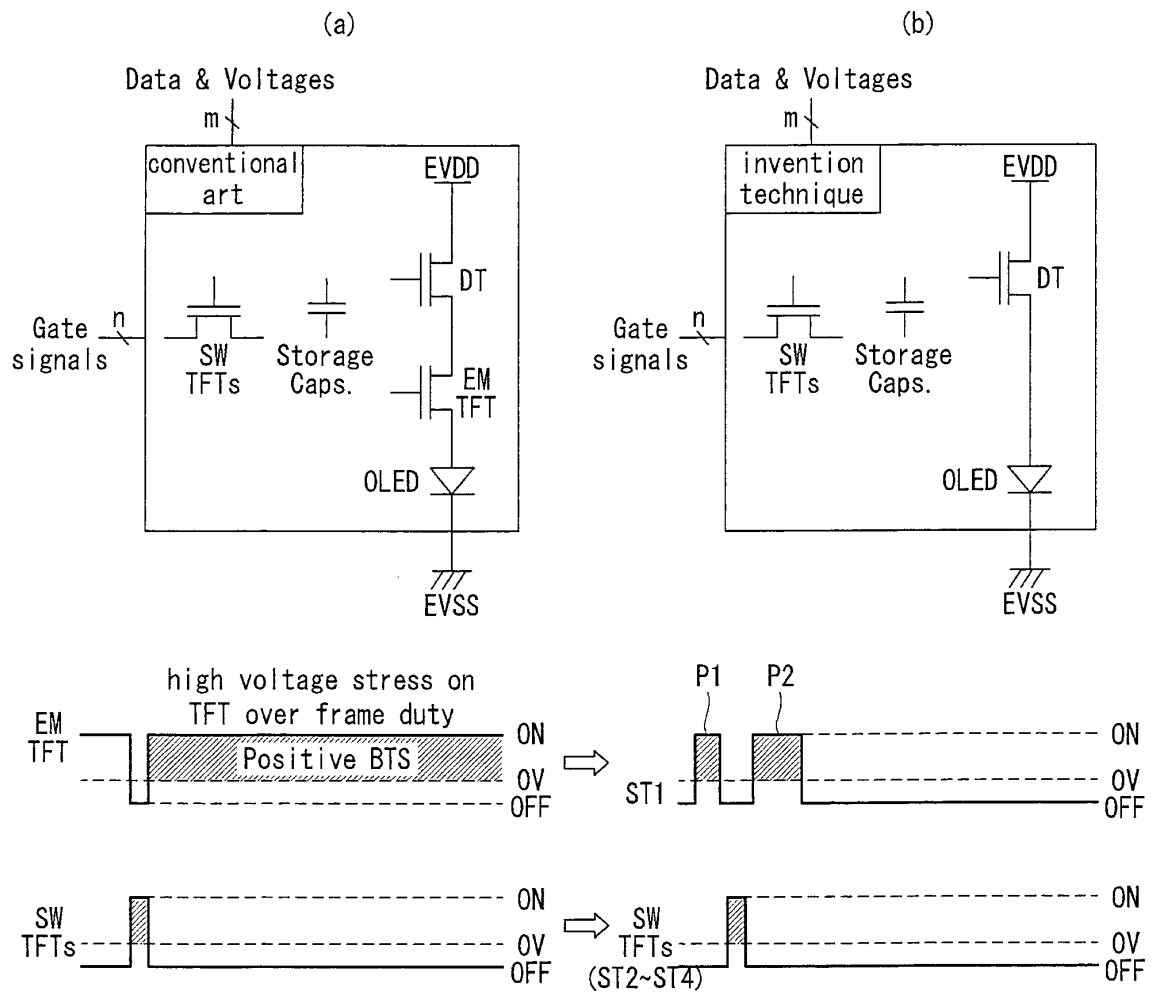 (a)
Data & Voltages
m
conventional
art
EVDD
DT
Gate
signals
n
SW
TFTs
Storage
Caps.
EM
TFT
OLED
EVSS
(b)
Data & Voltages
m
invention
technique
EVDD
DT
Gate
signals
n
SW
TFTs
Storage
Caps.
OLED
EVSS
high voltage stress on
TFT over frame duty
EM
TFT
Positive BTS
ON
0V
OFF
P1 P2
ST1
ON
0V
OFF
SW
TFTs
ON
0V
OFF
SW
TFTs
(ST2~ST4)
ON
0V
OFF